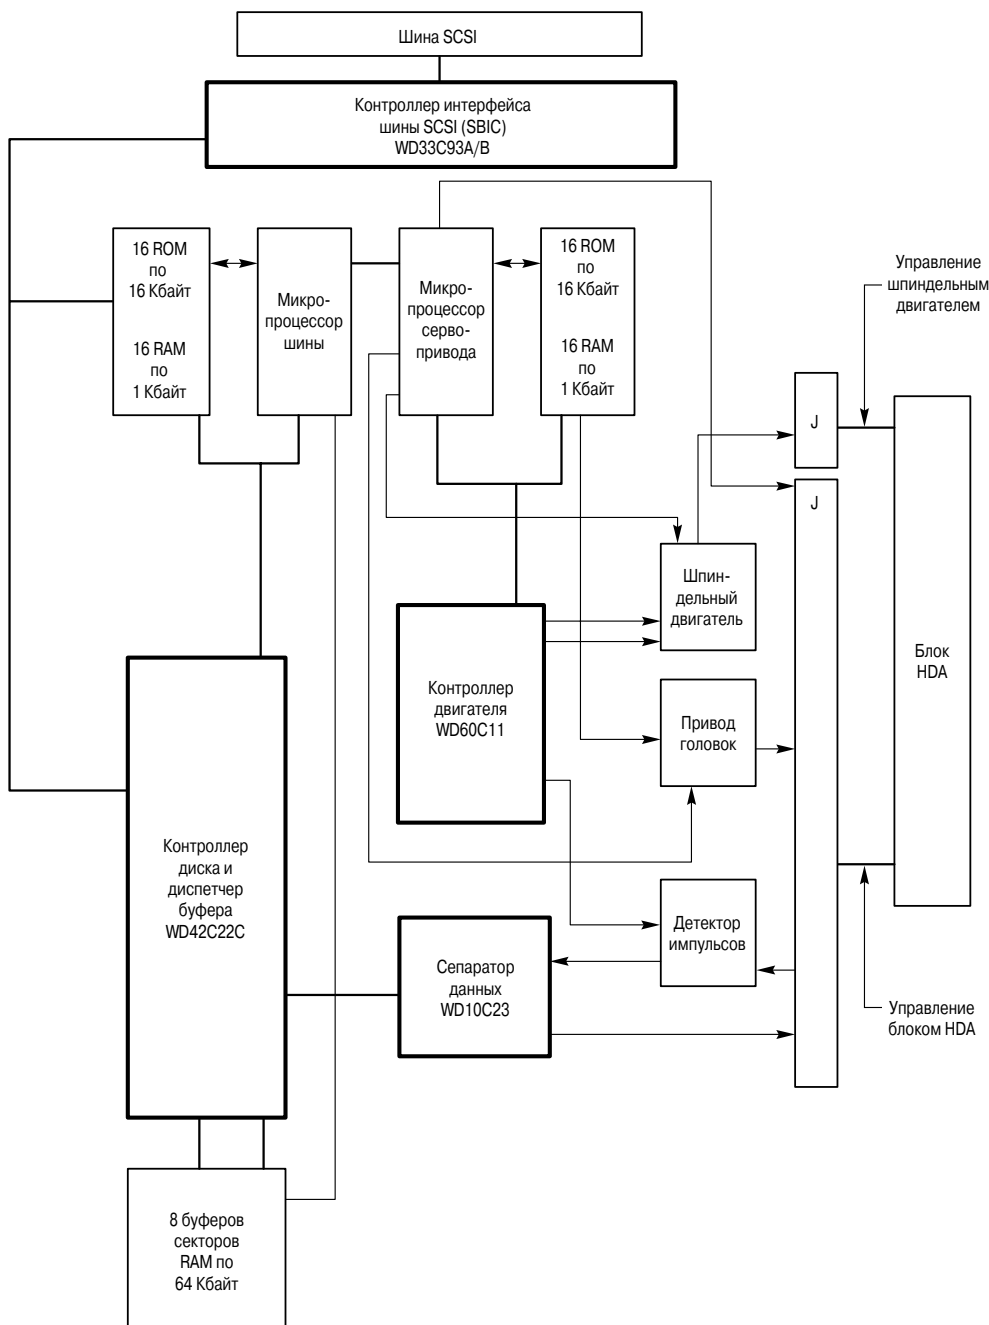 Шина SCSI
Контроллер интерфейса
шины SCSI (SBIC)
WD33C93A/B
16 ROM
по
16 Кбайт
16 RAM
по
1 Кбайт
Микро-
процессор
шины
Микро-
процессор
серво-
привода
16 ROM
по
16 Кбайт
16 RAM
по
1 Кбайт
Управление
шпиндельным
двигателем
J
J
Шпин-
дельный
двигатель
Блок
HDA
Контроллер
двигателя
WD60C11
Привод
головок
Контроллер
диска и
диспетчер
буфера
WD42C22C
Детектор
импульсов
Сепаратор
данных
WD10C23
Управление
блоком HDA
8 буферов
секторов
RAM по
64 Кбайт